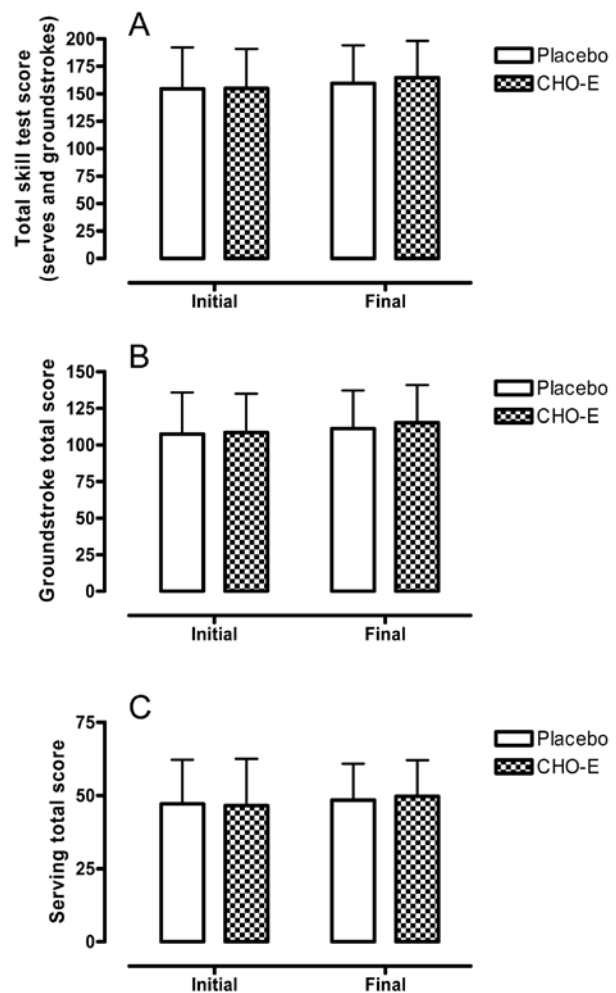 A
Total skill test score
(serves and groundstrokes)
200
175
150
125
100
75
50
25
0
Initial
Final
Placebo
CHO-E
B
Groundstroke total score
150
125
100
75
50
25
0
Initial
Final
Placebo
CHO-E
C
Serving total score
75
50
25
0
Initial
Final
Placebo
CHO-E